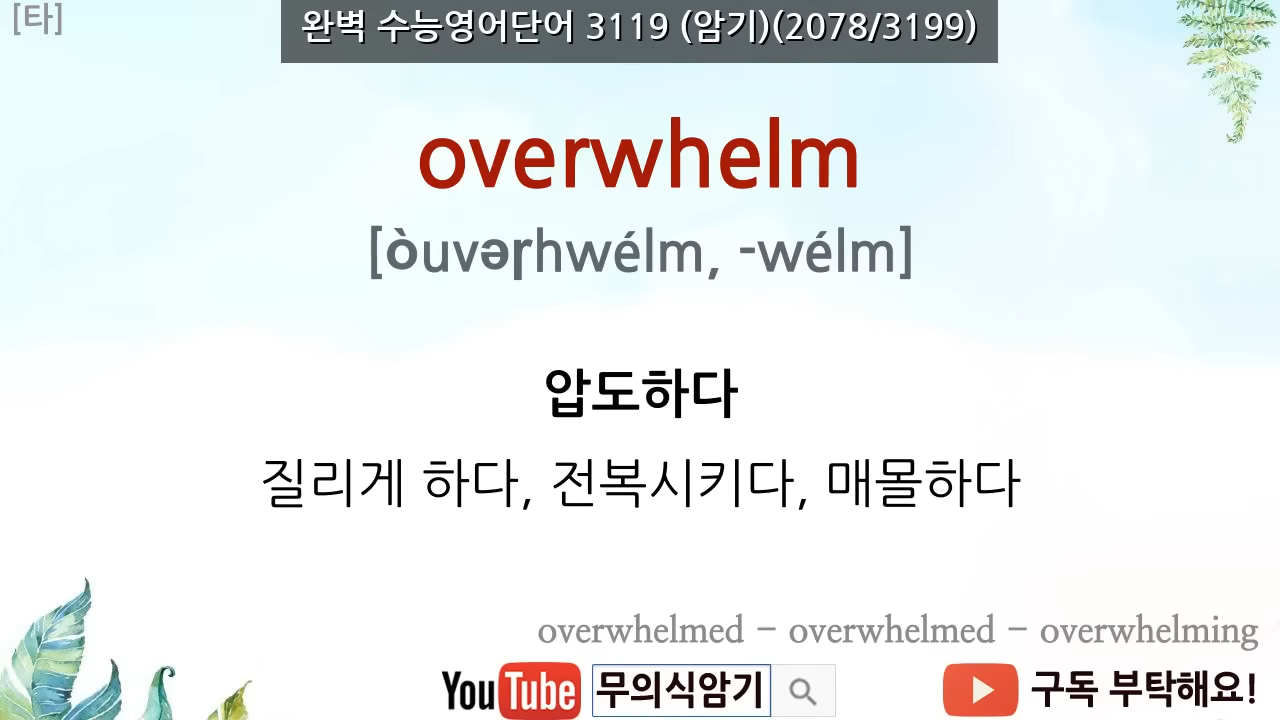 [타]
완벽 수능영어단어 3119 (암기)(2078/3199)
overwhelm
[òuvəɼhwélm, -wélm]
압도하다
질리게 하다, 전복시키다, 매몰하다
overwhelmed - overwhelmed - overwhelming
YouTube 무의식암기 구독 부탁해요!